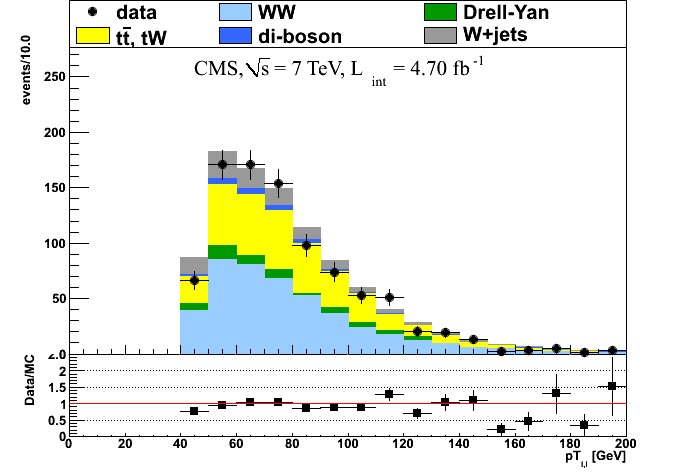 data WW Drell-Yan
tt̄, tW di-boson W+jets
CMS, √s = 7 TeV, L int = 4.70 fb-1
events/10.0
250
200
150
100
50
Data/MC
2
1.5
1
0.5
0
0 20 40 60 80 100 120 140 160 180 200
pT l,l [GeV]